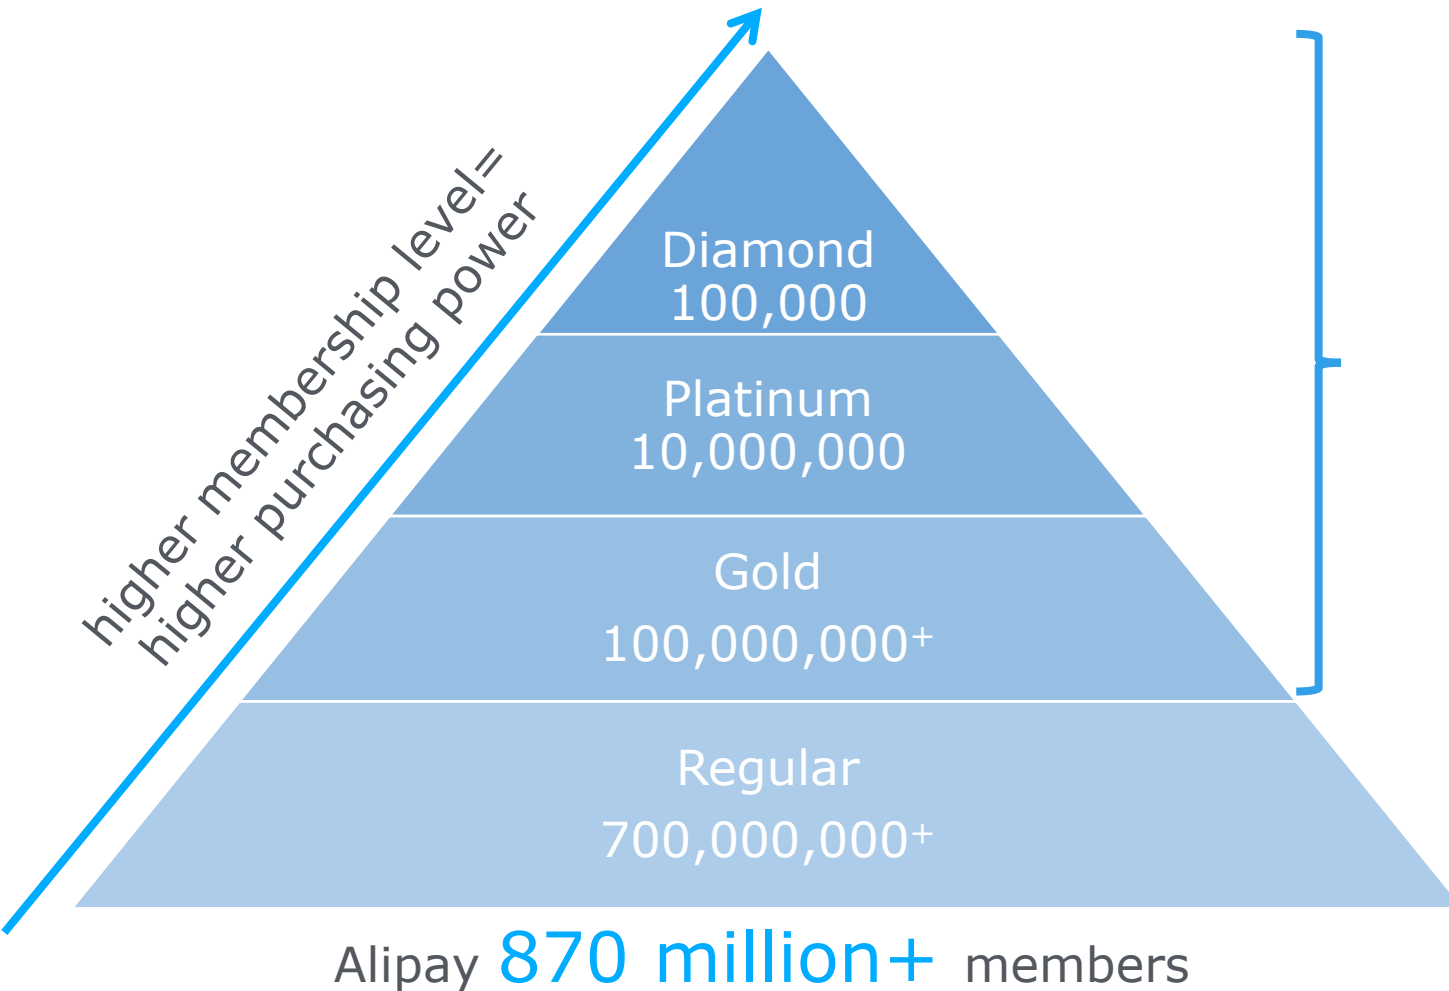 higher membership level=
higher purchasing power
Diamond
100,000
Platinum
10,000,000
Gold
100,000,000⁺
Regular
700,000,000⁺
Alipay 870 million+ members